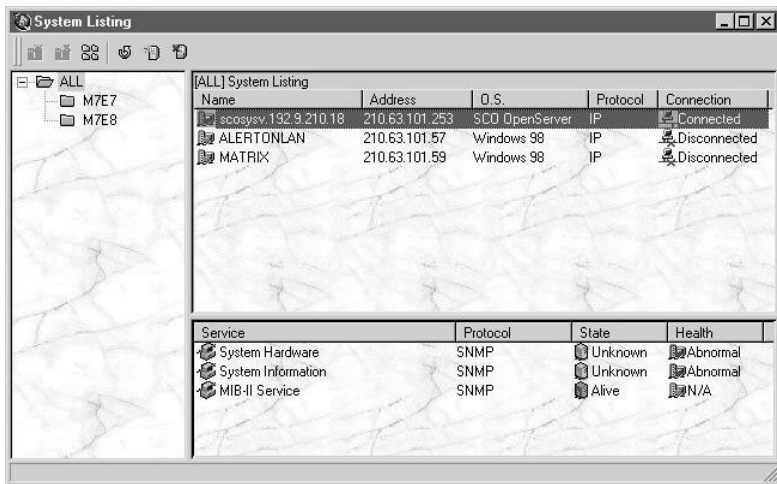 System Listing
ALL
M7E7
M7E8
[ALL] System Listing
Name Address O.S. Protocol Connection
scosysv.192.9.210.18 210.63.101.253 SCO OpenServer IP Connected
ALERTONLAN 210.63.101.57 Windows 98 IP Disconnected
MATRIX 210.63.101.59 Windows 98 IP Disconnected
Service Protocol State Health
System Hardware SNMP Unknown Abnormal
System Information SNMP Unknown Abnormal
MIB-II Service SNMP Alive N/A